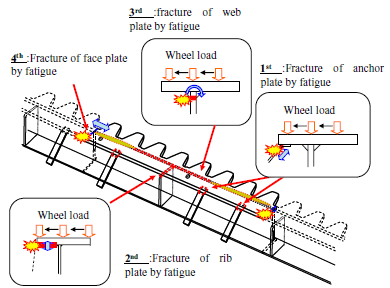 3rd :fracture of web
plate by fatigue
4th :Fracture of face plate
by fatigue
Wheel load
1st :Fracture of anchor
plate by fatigue
Wheel load
Wheel load
2nd :Fracture of rib
plate by fatigue